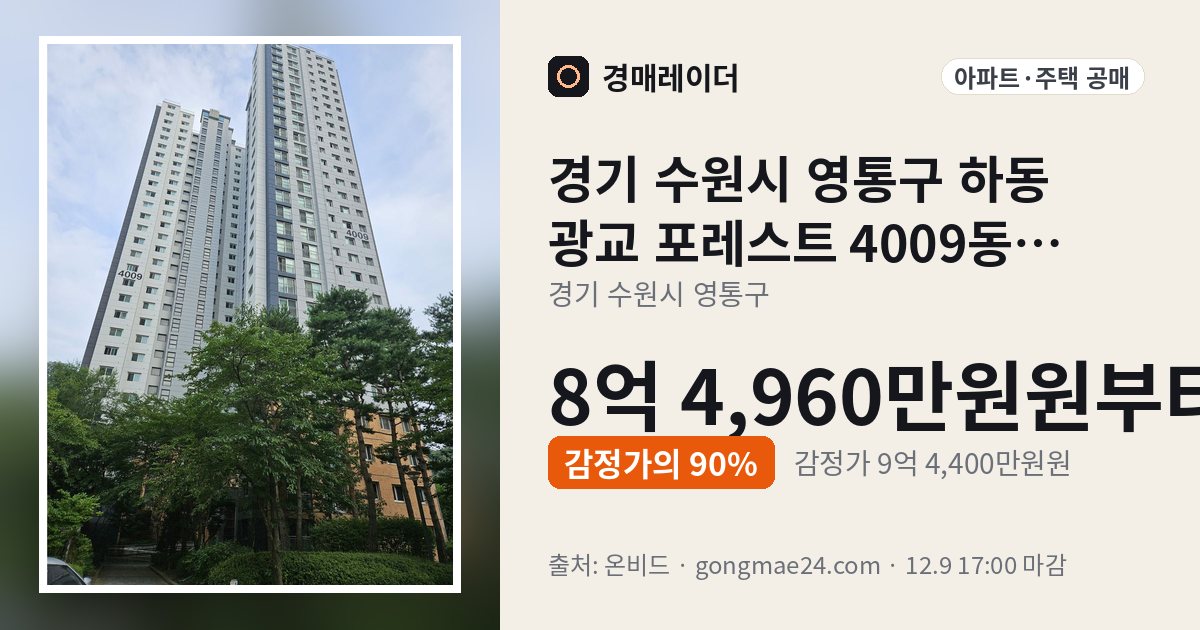 경매레이더
아파트·주택 공매
경기 수원시 영통구 하동
광교 포레스트 4009동…
경기 수원시 영통구
8억 4,960만원원부터
감정가의 90%
감정가 9억 4,400만원원
출처: 온비드 · gongmae24.com · 12.9 17:00 마감
4009
4009